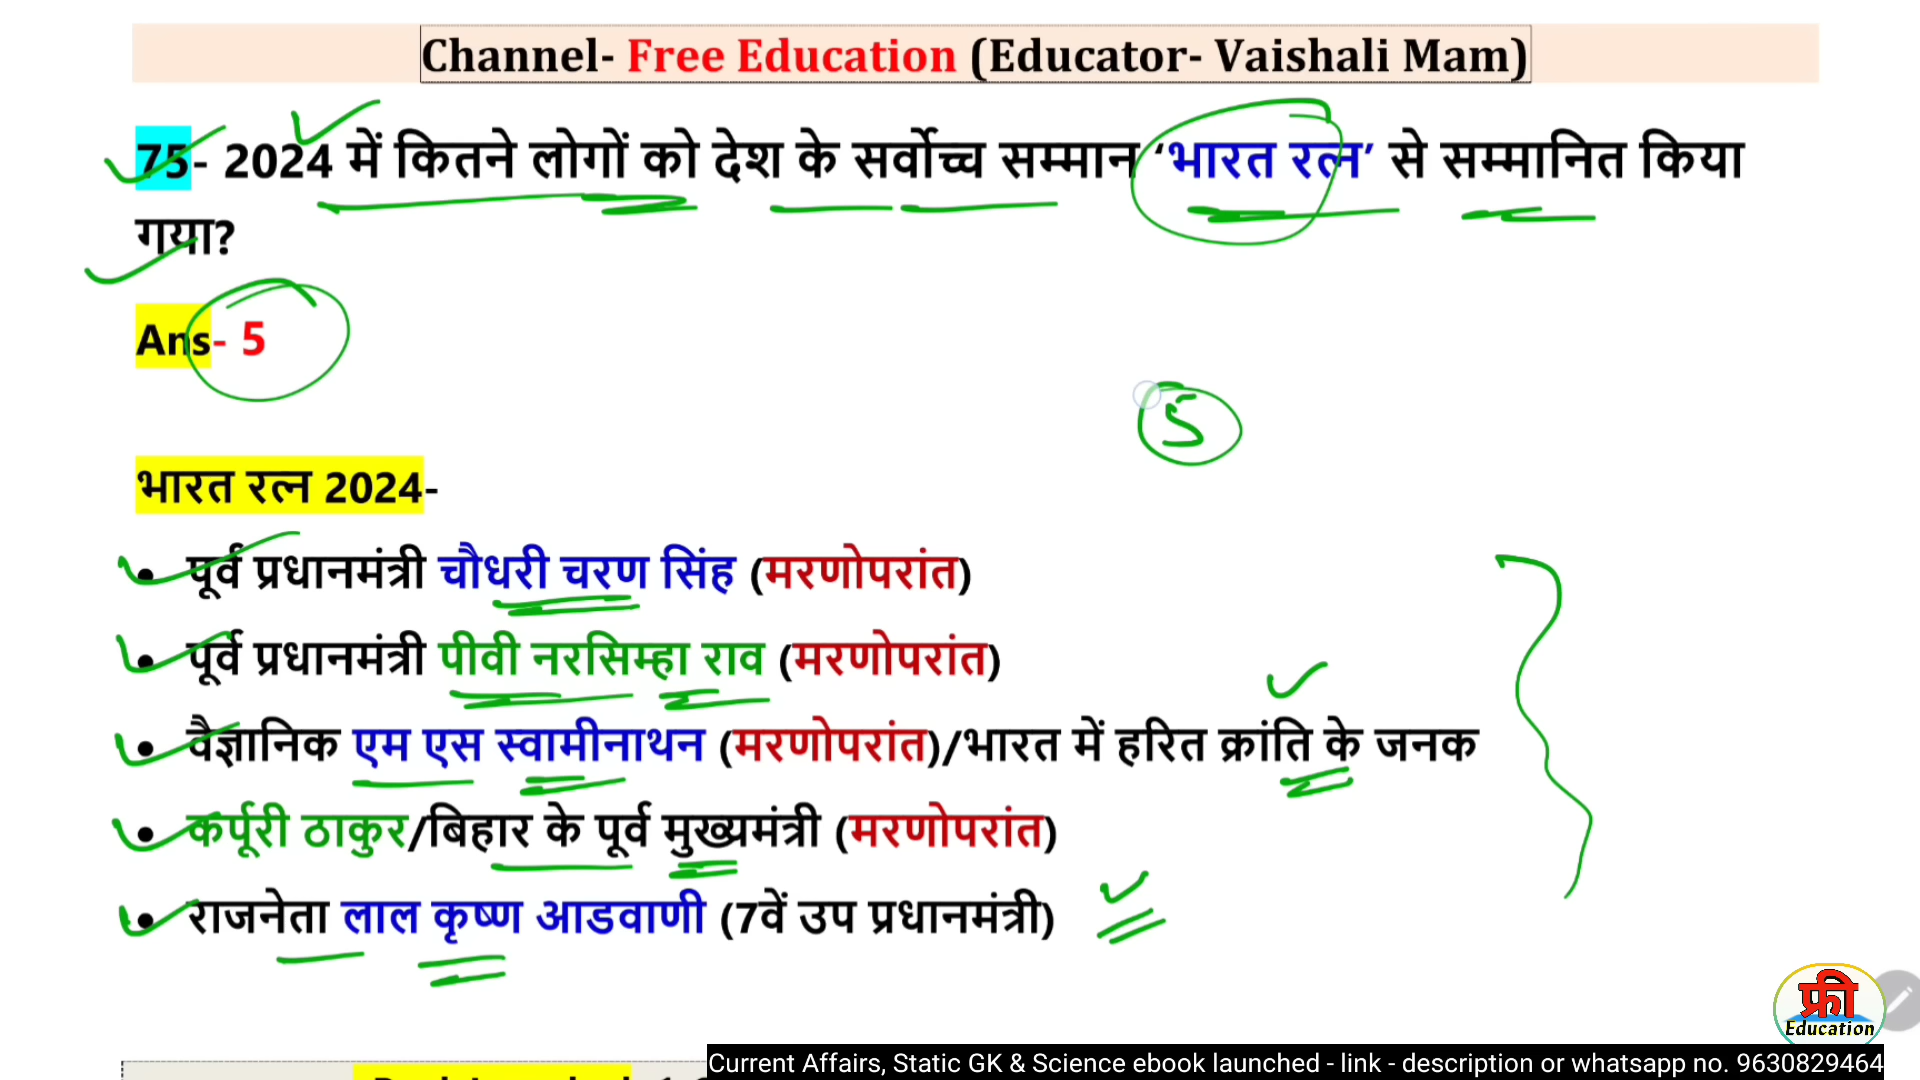 Channel- Free Education (Educator- Vaishali Mam)
75- 2024 में कितने लोगों को देश के सर्वोच्च सम्मान ‘भारत रत्न’ से सम्मानित किया
गया?
Ans- 5
5
भारत रत्न 2024-
• पूर्व प्रधानमंत्री चौधरी चरण सिंह (मरणोपरांत)
• पूर्व प्रधानमंत्री पीवी नरसिम्हा राव (मरणोपरांत)
• वैज्ञानिक एम एस स्वामीनाथन (मरणोपरांत)/भारत में हरित क्रांति के जनक
• कर्पूरी ठाकुर/बिहार के पूर्व मुख्यमंत्री (मरणोपरांत)
• राजनेता लाल कृष्ण आडवाणी (7वें उप प्रधानमंत्री)
फ्री
Education
Current Affairs, Static GK & Science ebook launched - link - description or whatsapp no. 9630829464